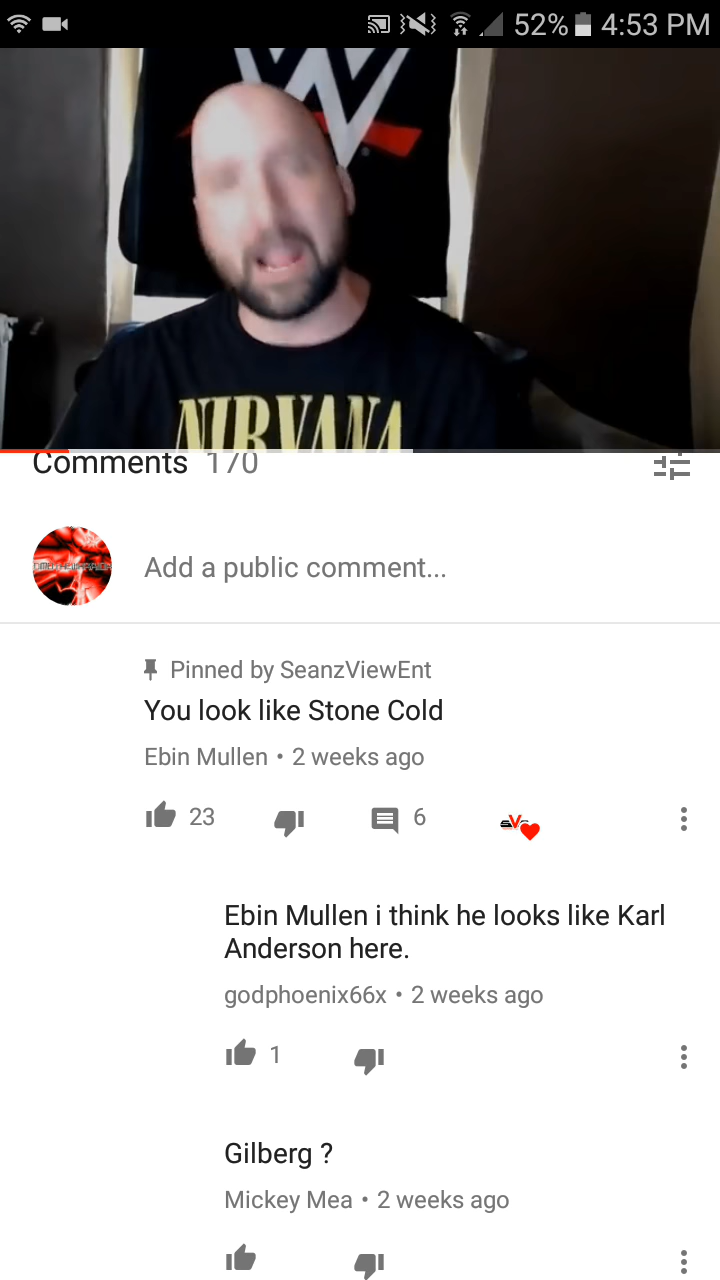 52% 4:53 PM
W
NIRVANA
Comments 170
Add a public comment...
Pinned by SeanzViewEnt
You look like Stone Cold
Ebin Mullen • 2 weeks ago
23
6
Ebin Mullen i think he looks like Karl
Anderson here.
godphoenix66x • 2 weeks ago
1
Gilberg ?
Mickey Mea • 2 weeks ago